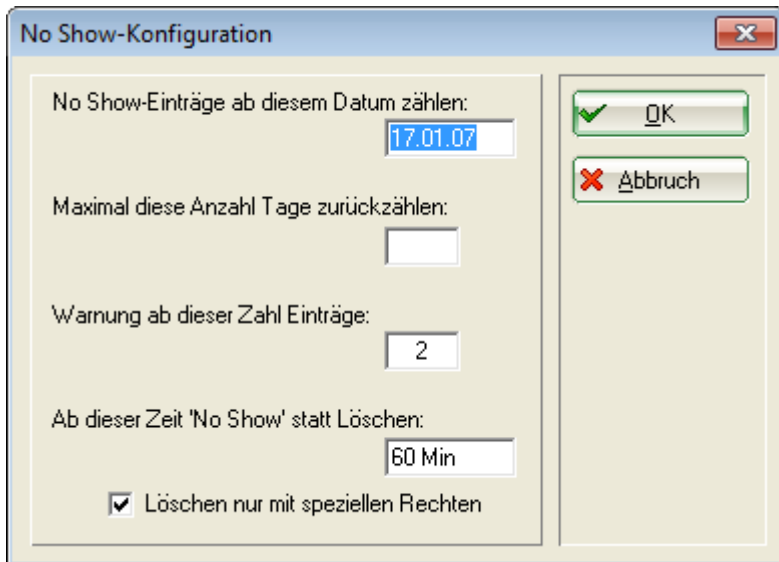 No Show-Konfiguration
No Show-Einträge ab diesem Datum zählen:
17.01.07
Maximal diese Anzahl Tage zurückzählen:
Warnung ab dieser Zahl Einträge:
2
Ab dieser Zeit 'No Show' statt Löschen:
60 Min
Löschen nur mit speziellen Rechten
OK
Abbruch